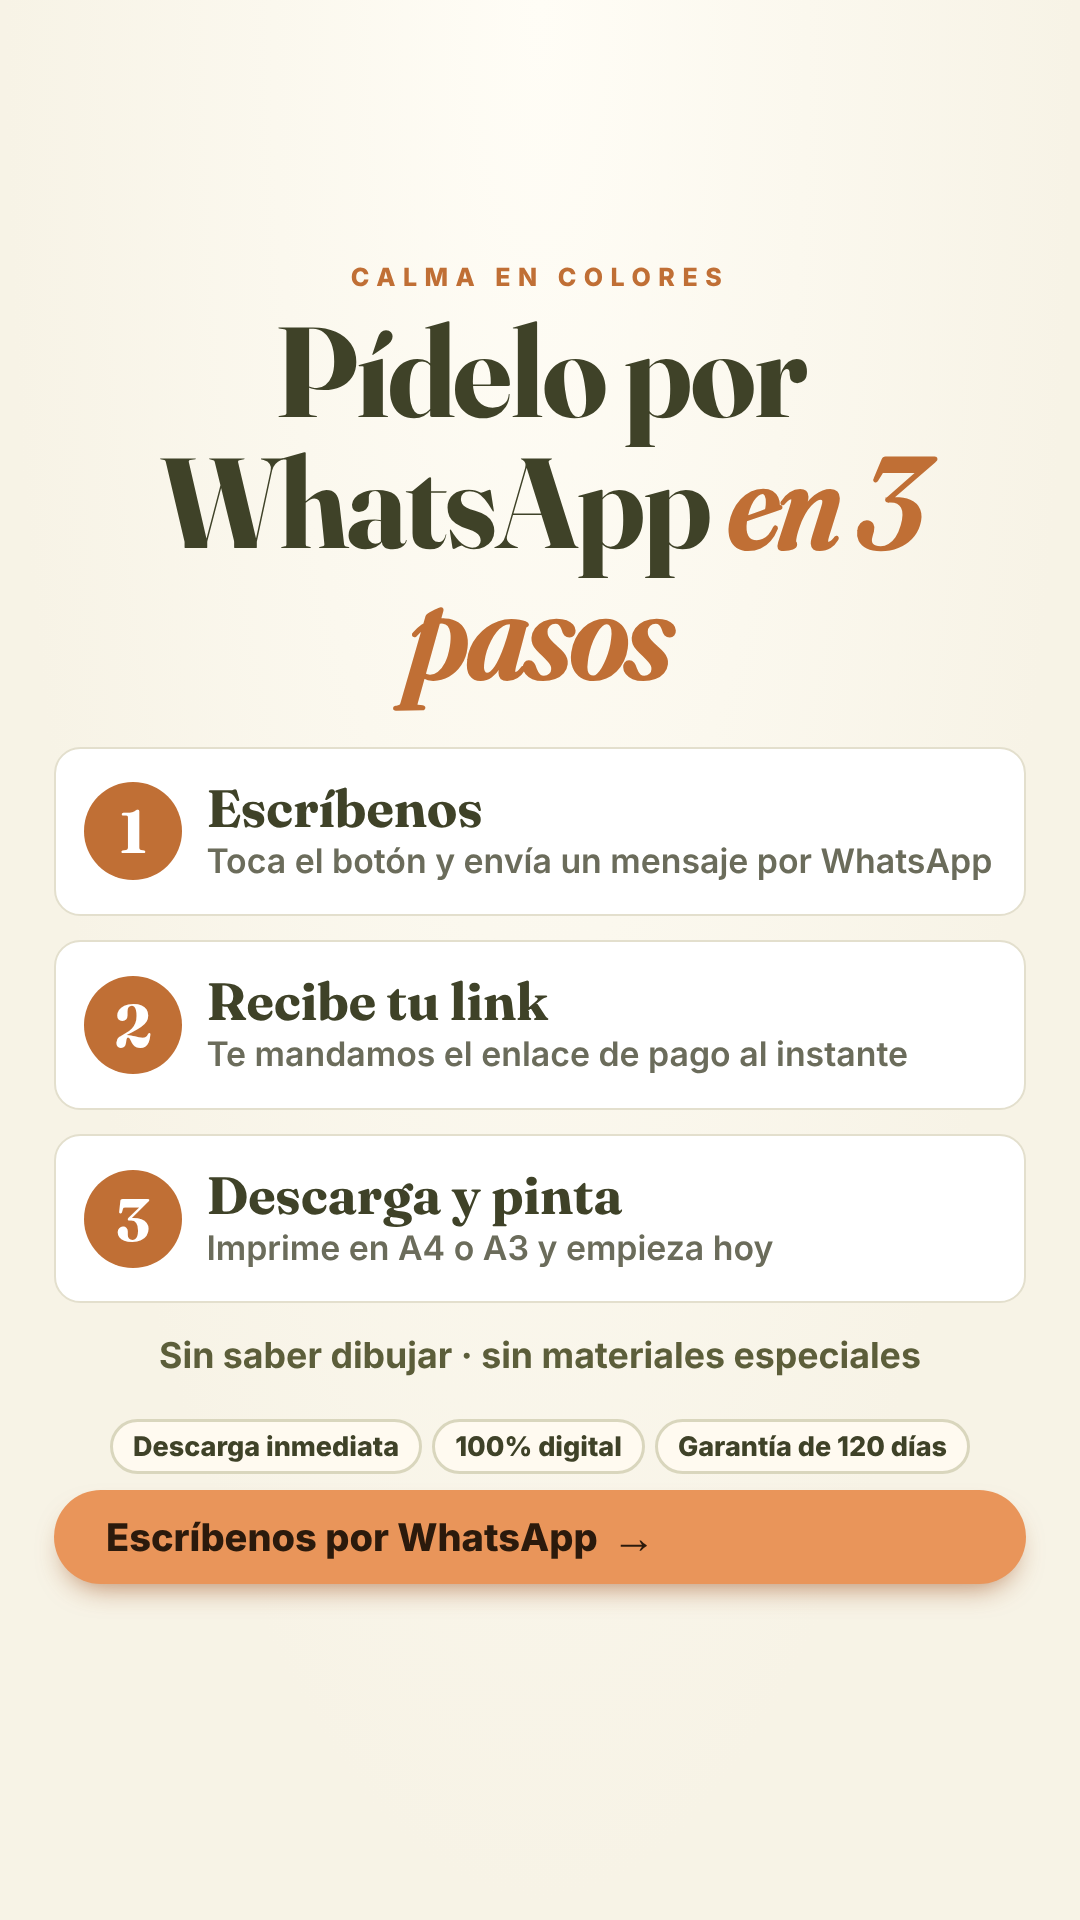 CALMA EN COLORES
Pídelo por
WhatsApp en 3
pasos
1
Escríbenos
Toca el botón y envía un mensaje por WhatsApp
2
Recibe tu link
Te mandamos el enlace de pago al instante
3
Descarga y pinta
Imprime en A4 o A3 y empieza hoy
Sin saber dibujar · sin materiales especiales
Descarga inmediata 100% digital Garantía de 120 días
Escríbenos por WhatsApp →